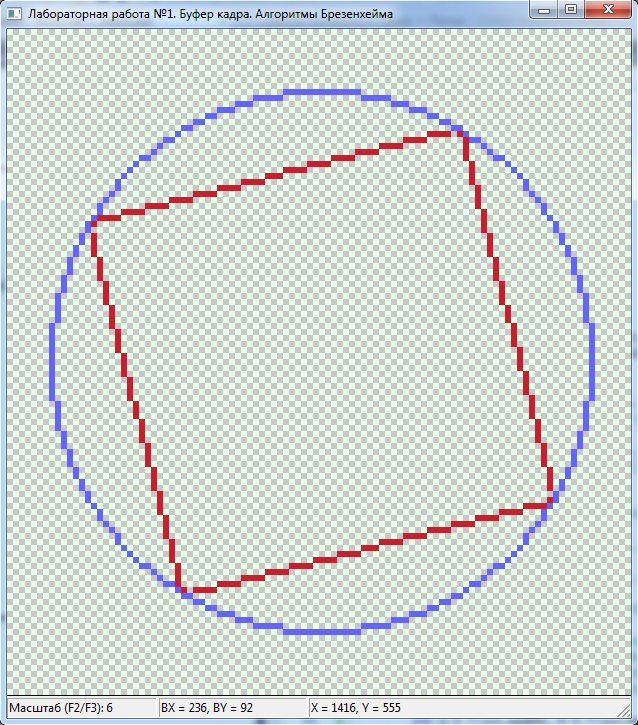 Лабораторная работа №1. Буфер кадра. Алгоритмы Брезенхейма
Масштаб (F2/F3): 6 BX = 236, BY = 92 X = 1416, Y = 555